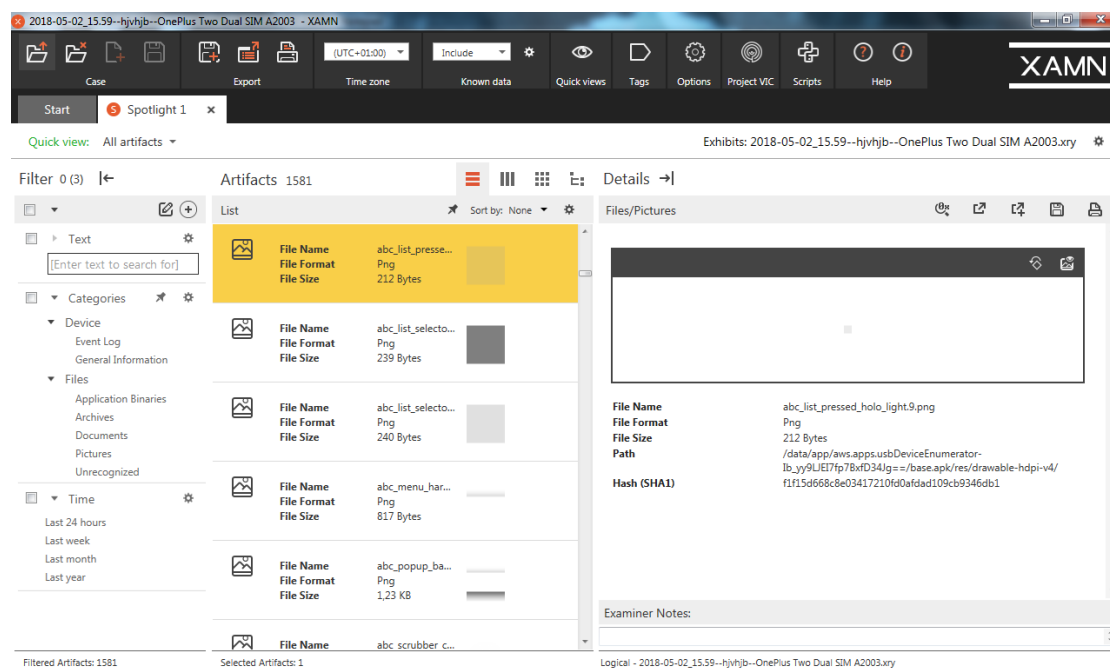 2018-05-02_15.59--hjvhjb--OnePlus Two Dual SIM A2003 - XAMN
(UTC+01:00)
Include
Case
Export
Time zone
Known data
Quick views
Tags
Options
Project VIC
Scripts
Help
XAMN
Start
S Spotlight 1
Quick view: All artifacts
Exhibits: 2018-05-02_15.59--hjvhjb--OnePlus Two Dual SIM A2003.xry
Filter 0 (3)
Text
[Enter text to search for]
Categories
Device
Event Log
General Information
Files
Application Binaries
Archives
Documents
Pictures
Unrecognized
Time
Last 24 hours
Last week
Last month
Last year
Filtered Artifacts: 1581
Artifacts 1581
List
Sort by: None
File Name abc_list_presse...
File Format Png
File Size 212 Bytes
File Name abc_list_selecto...
File Format Png
File Size 239 Bytes
File Name abc_list_selecto...
File Format Png
File Size 240 Bytes
File Name abc_menu_har...
File Format Png
File Size 817 Bytes
File Name abc_popup_ba...
File Format Png
File Size 1,23 KB
File Name abc scrubber c...
Selected Artifacts: 1
Details
Files/Pictures
File Name abc_list_pressed_holo_light.9.png
File Format Png
File Size 212 Bytes
Path /data/app/aws.apps.usbDeviceEnumerator-
Ib_yy9LJEI7fp7BxfD34Jg==/base.apk/res/drawable-hdpi-v4/
Hash (SHA1) f1f15d668c8e03417210fd0afdad109cb9346db1
Examiner Notes:
Logical - 2018-05-02_15.59--hjvhjb--OnePlus Two Dual SIM A2003.xry